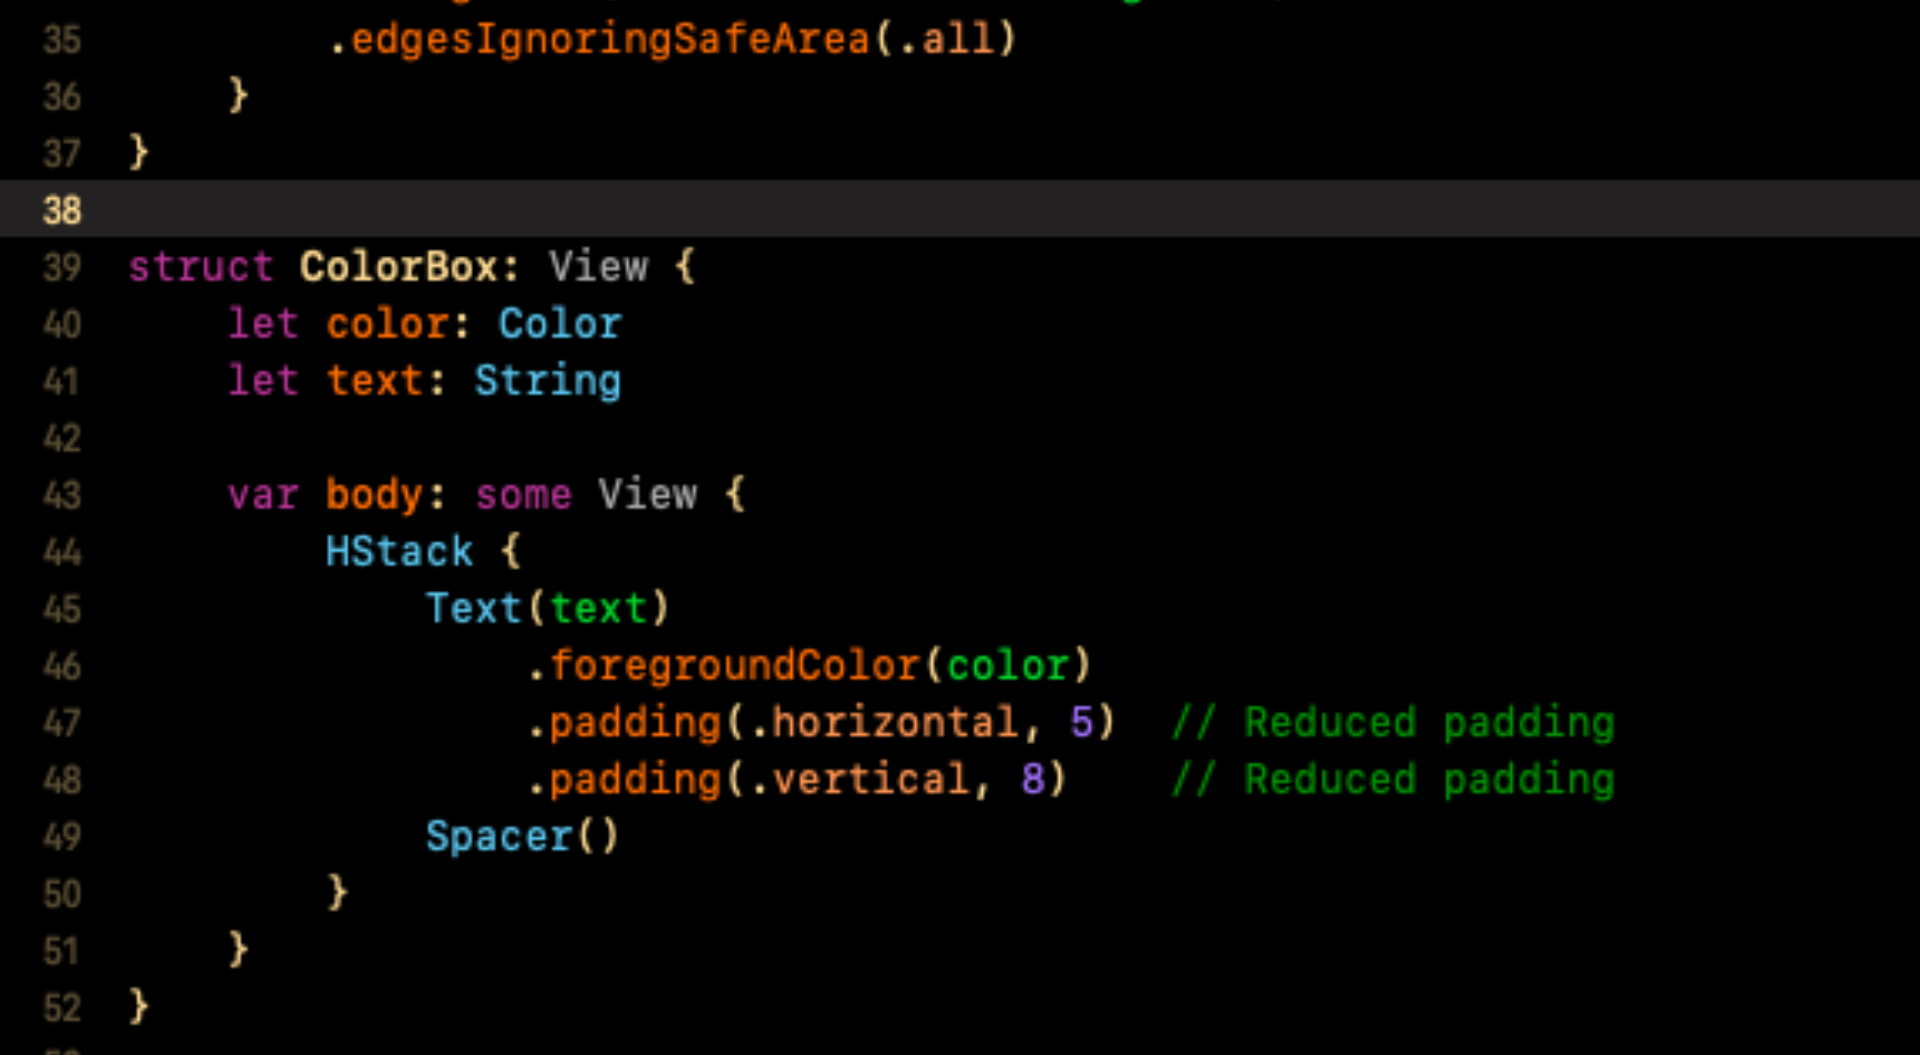 35 .edgesIgnoringSafeArea(.all)
36 }
37 }
38
39 struct ColorBox: View {
40 let color: Color
41 let text: String
42
43 var body: some View {
44 HStack {
45 Text(text)
46 .foregroundColor(color)
47 .padding(.horizontal, 5) // Reduced padding
48 .padding(.vertical, 8) // Reduced padding
49 Spacer()
50 }
51 }
52 }